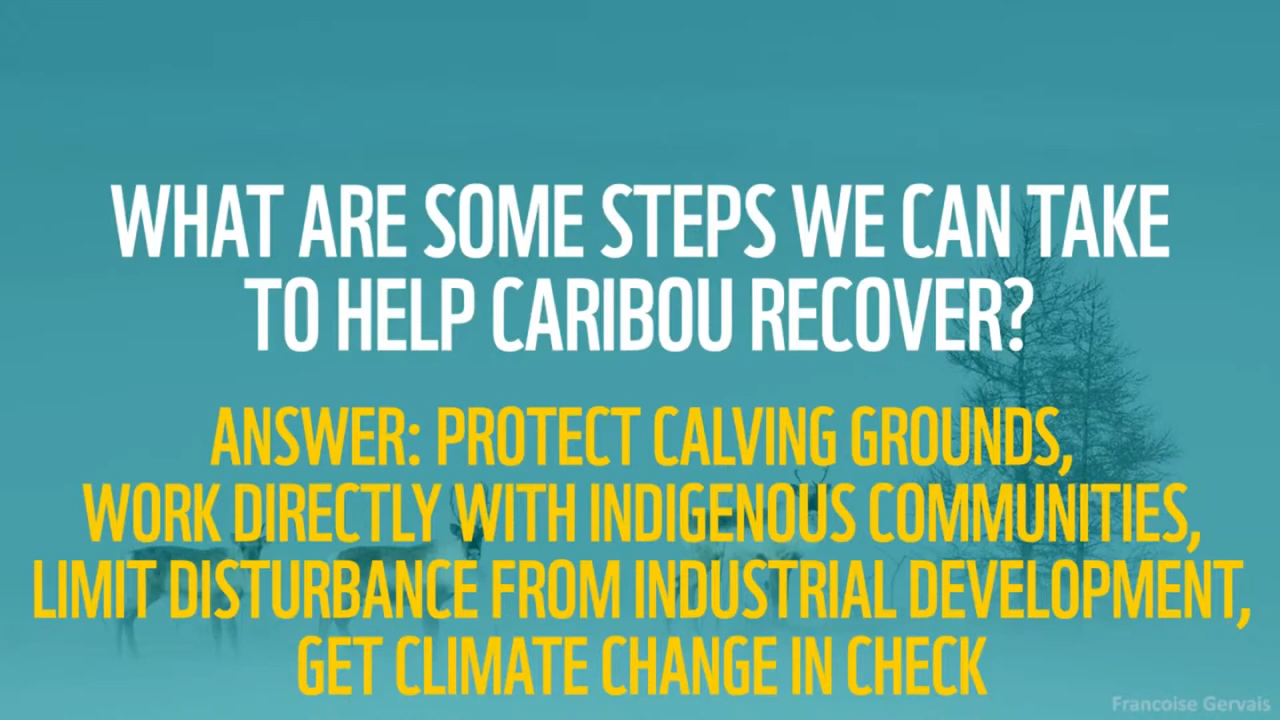 WHAT ARE SOME STEPS WE CAN TAKE
TO HELP CARIBOU RECOVER?
ANSWER: PROTECT CALVING GROUNDS,
WORK DIRECTLY WITH INDIGENOUS COMMUNITIES,
LIMIT DISTURBANCE FROM INDUSTRIAL DEVELOPMENT,
GET CLIMATE CHANGE IN CHECK
Francoise Gervais